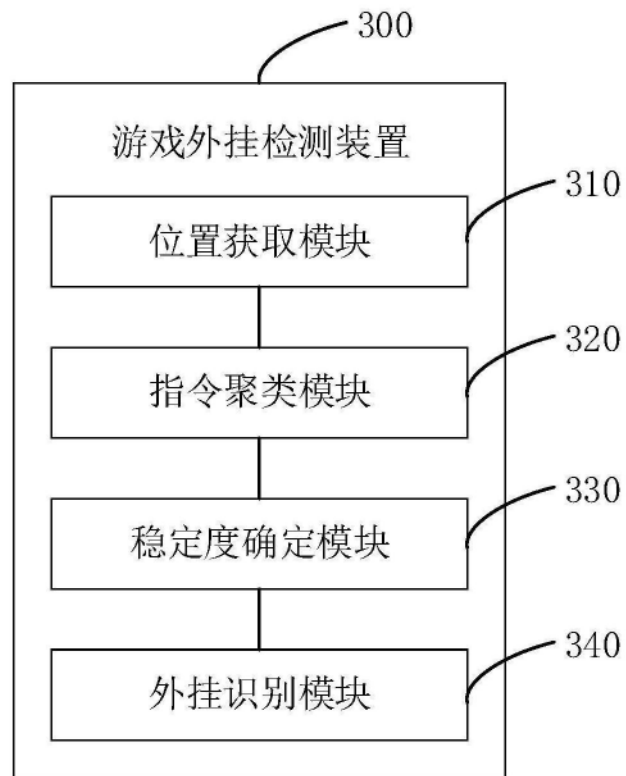 300
游戏外挂检测装置
310
位置获取模块
320
指令聚类模块
330
稳定度确定模块
340
外挂识别模块